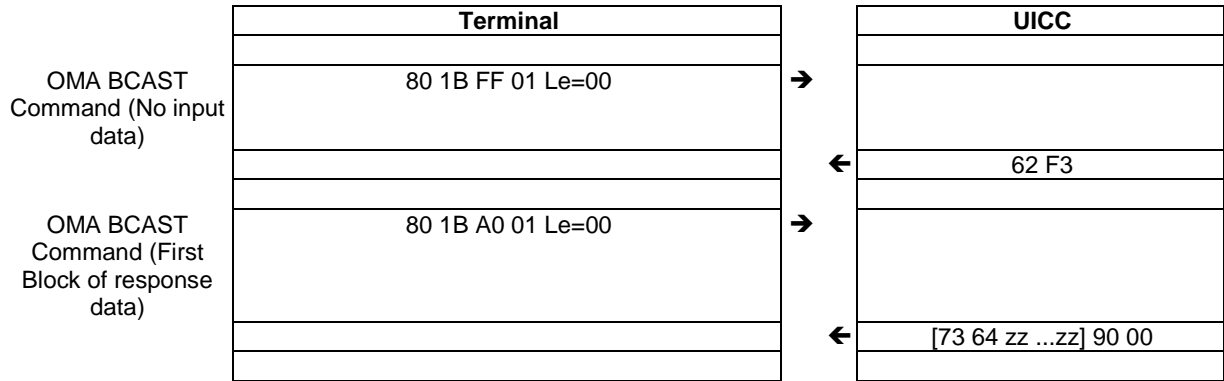 Terminal UICC
OMA BCAST
Command (No input
data)
80 1B FF 01 Le=00 ➔
🡸 62 F3
OMA BCAST
Command (First
Block of response
data)
80 1B A0 01 Le=00 ➔
🡸 [73 64 zz ...zz] 90 00